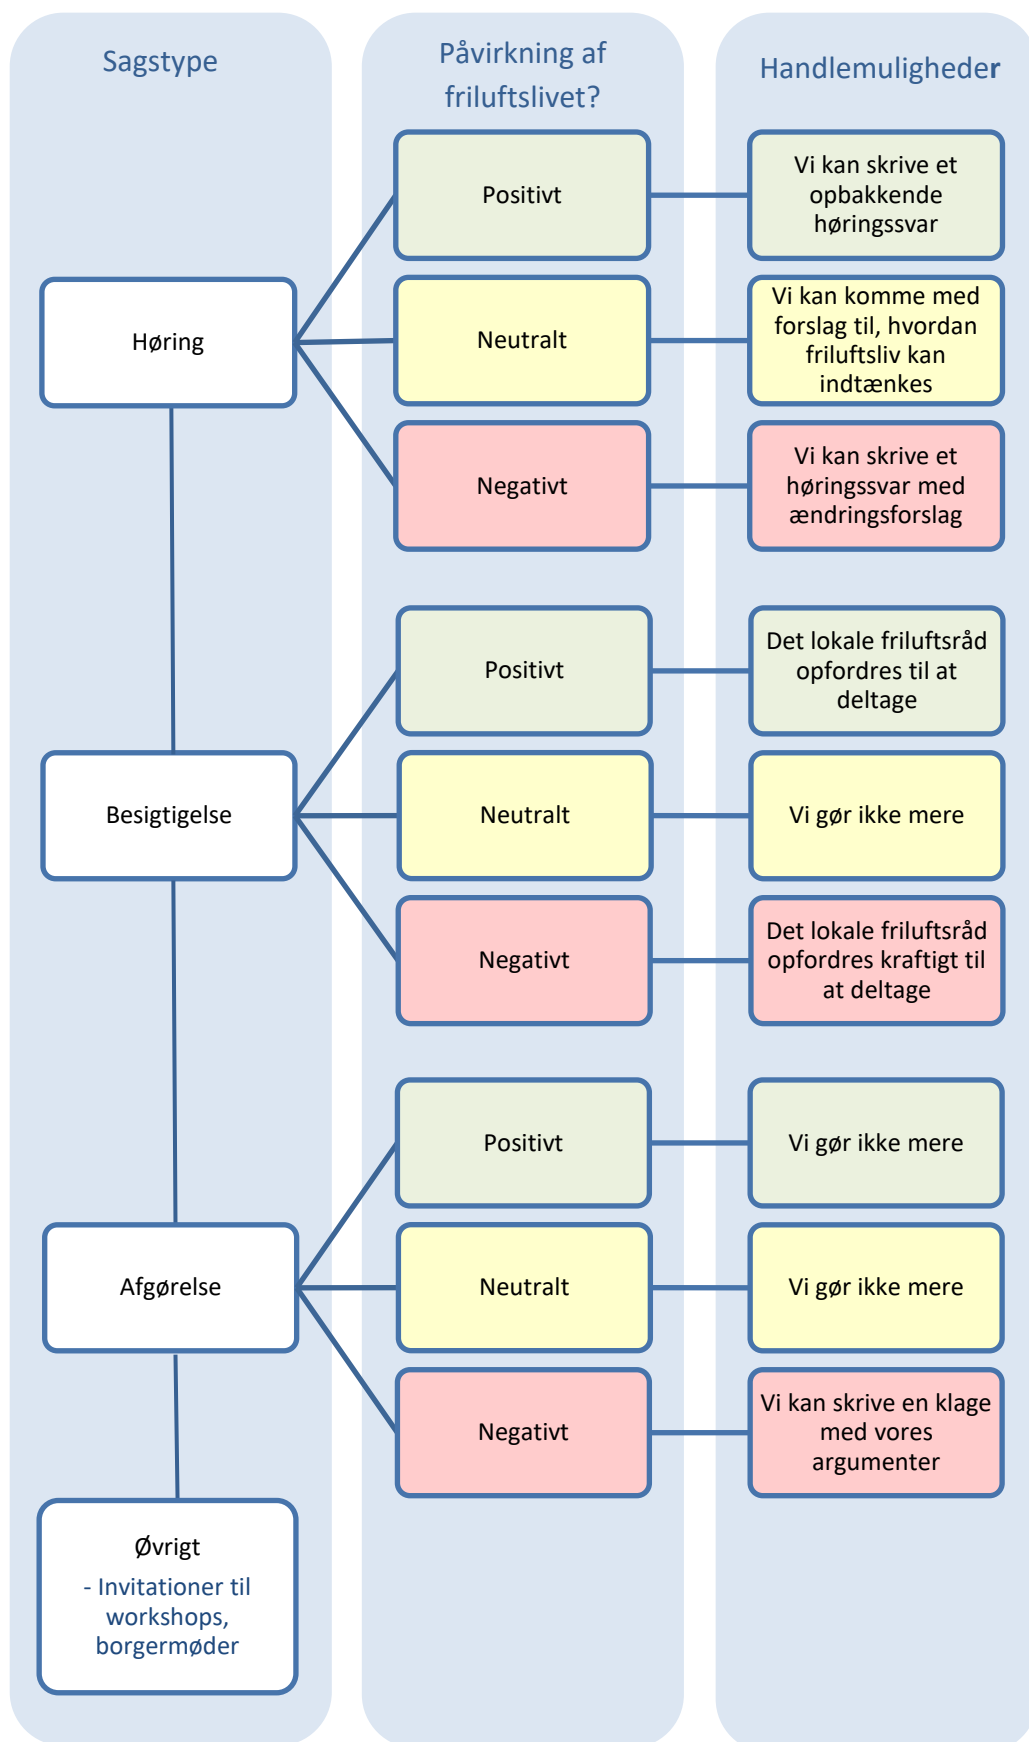 Sagstype
Påvirkning af
friluftslivet?
Handlemuligheder
Høring
Positivt
Vi kan skrive et
opbakkende
høringssvar
Neutralt
Vi kan komme med
forslag til, hvordan
friluftsliv kan
indtænkes
Negativt
Vi kan skrive et
høringssvar med
ændringsforslag
Besigtigelse
Positivt
Det lokale friluftsråd
opfordres til at
deltage
Neutralt
Vi gør ikke mere
Negativt
Det lokale friluftsråd
opfordres kraftigt til
at deltage
Afgørelse
Positivt
Vi gør ikke mere
Neutralt
Vi gør ikke mere
Negativt
Vi kan skrive en klage
med vores
argumenter
Øvrigt
- Invitationer til
workshops,
borgermøder